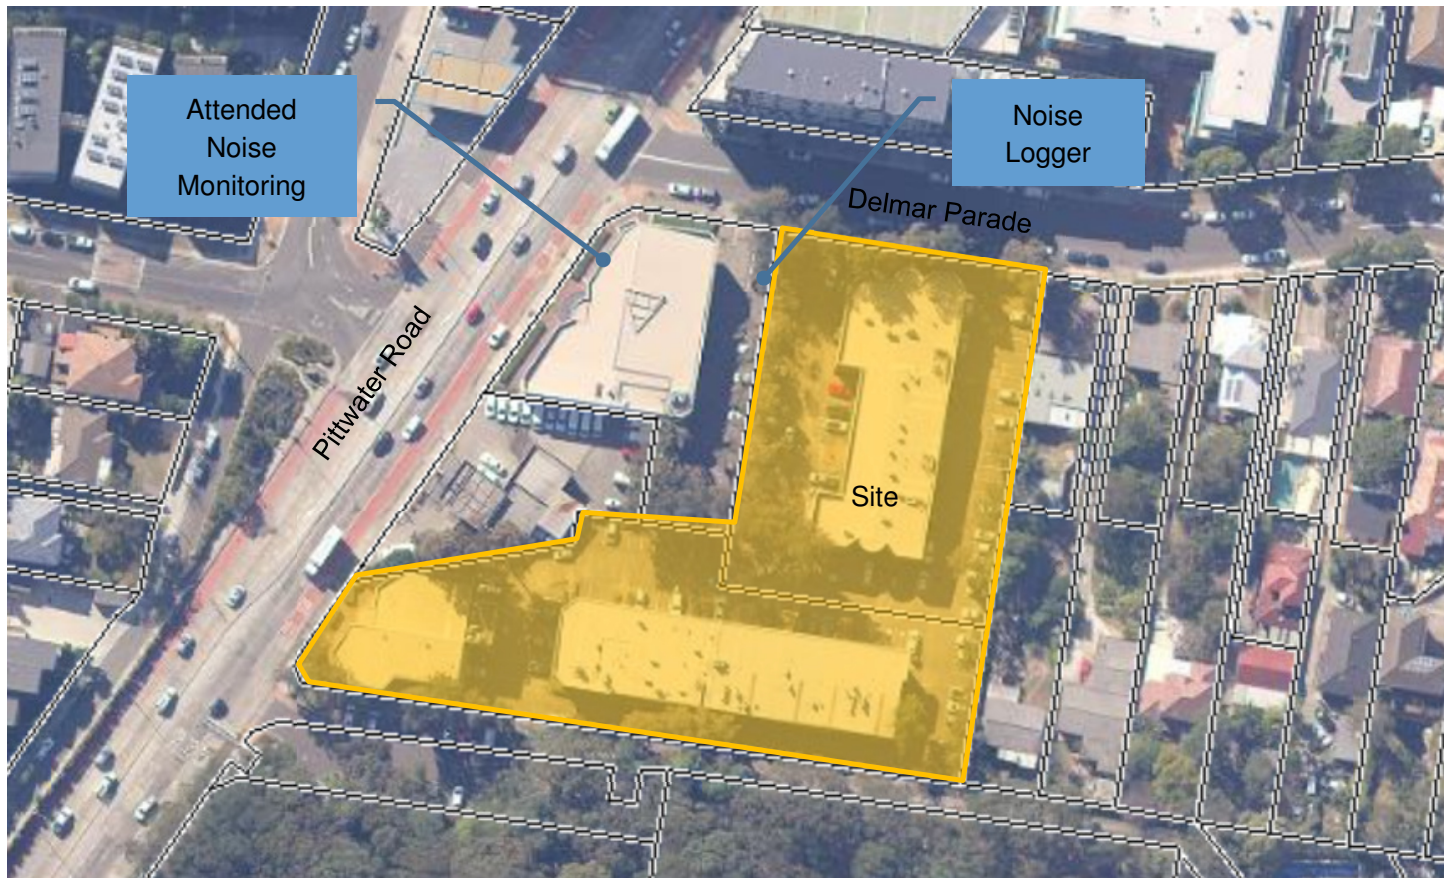 Attended
Noise
Monitoring
Noise
Logger
Delmar Parade
Pittwater Road
Site